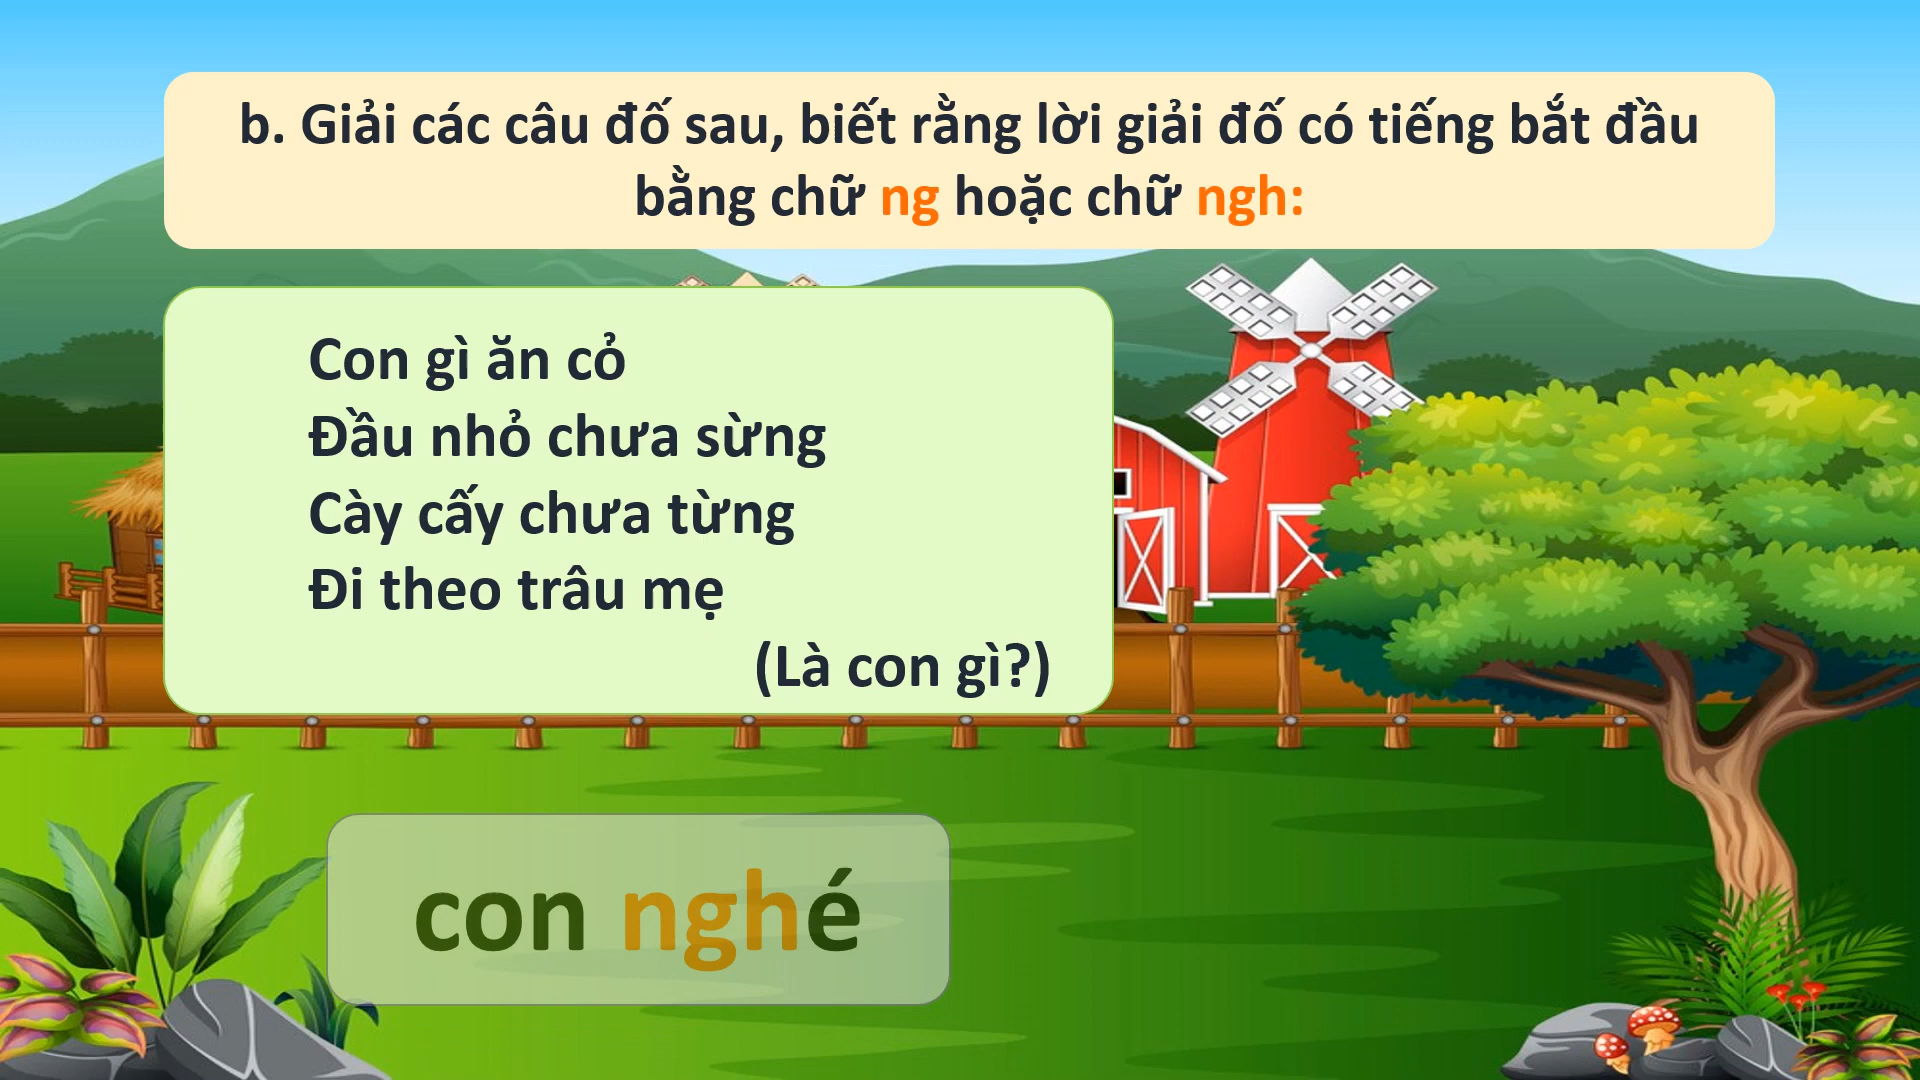 b. Giải các câu đố sau, biết rằng lời giải đố có tiếng bắt đầu
bằng chữ ng hoặc chữ ngh:
Con gì ăn cỏ
Đầu nhỏ chưa sừng
Cày cấy chưa từng
Đi theo trâu mẹ
(Là con gì?)
con nghé